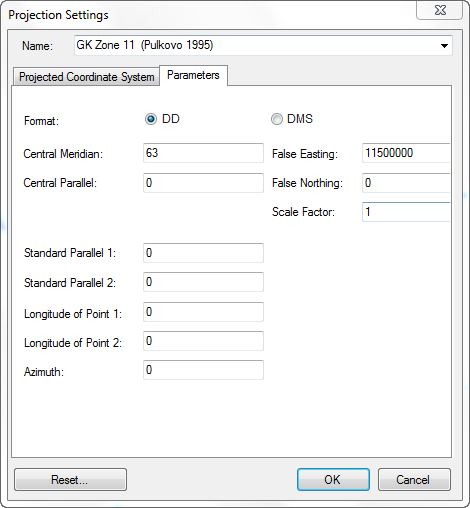 Projection Settings
Name: GK Zone 11 (Pulkovo 1995)
Projected Coordinate System Parameters
Format: DD DMS
Central Meridian: 63 False Easting: 11500000
Central Parallel: 0 False Northing: 0
Scale Factor: 1
Standard Parallel 1: 0
Standard Parallel 2: 0
Longitude of Point 1: 0
Longitude of Point 2: 0
Azimuth: 0
Reset... OK Cancel